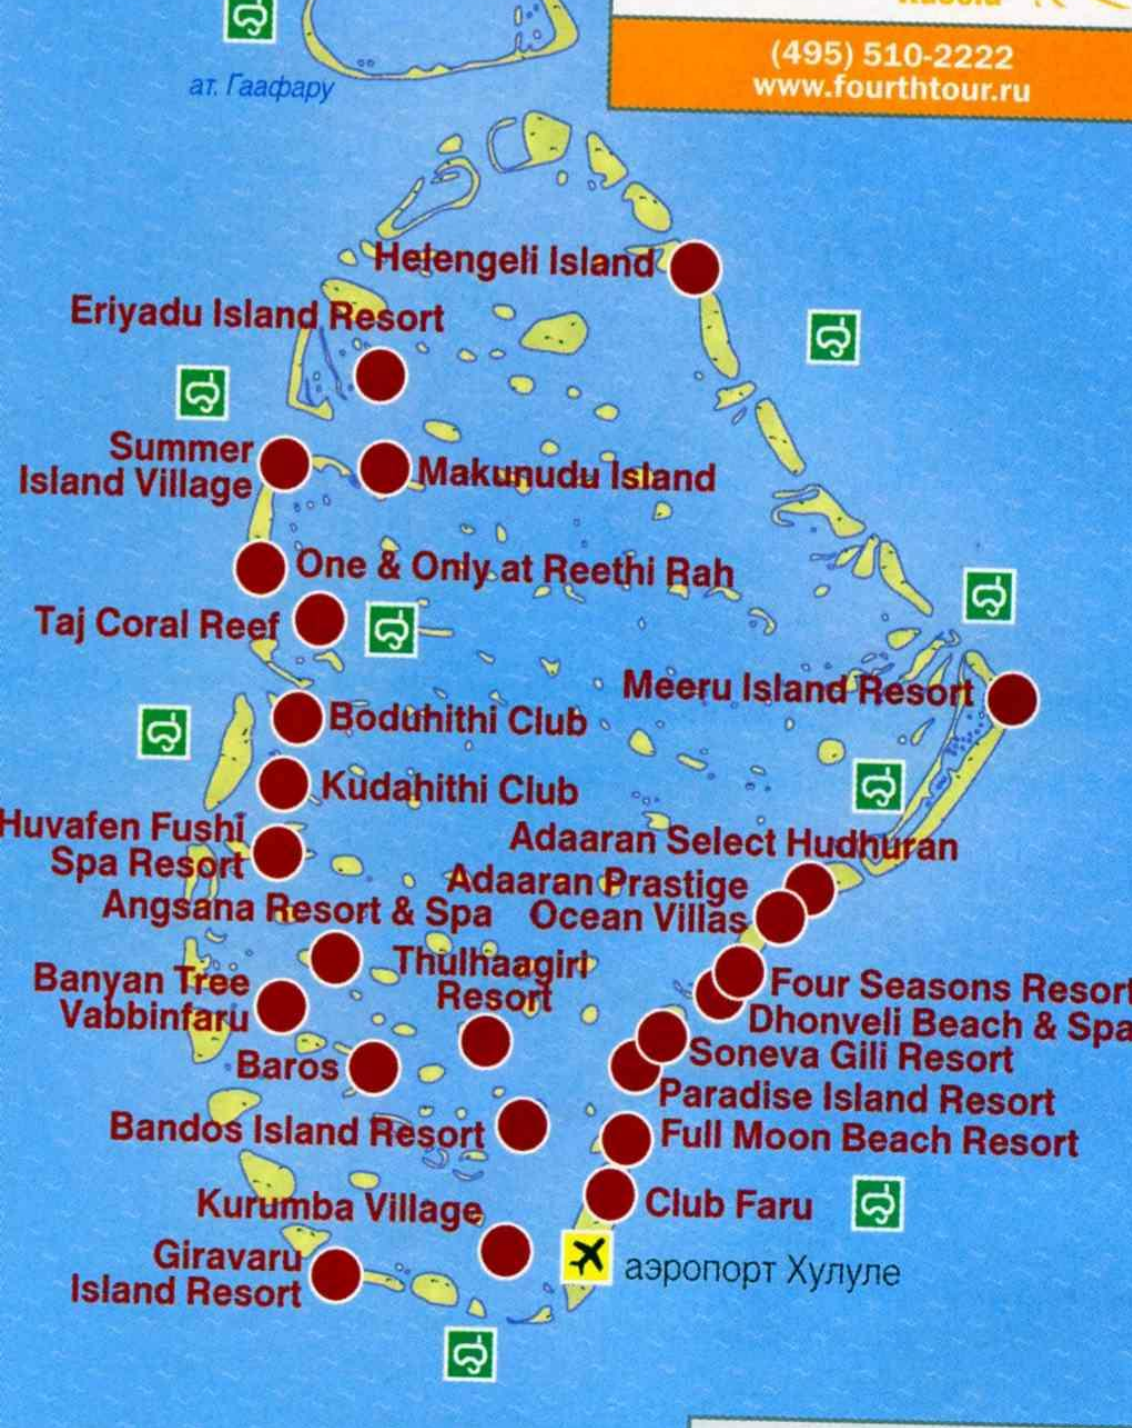 (495) 510-2222
www.fourthtour.ru
ат. Гаафару
Helengeli Island
Eriyadu Island Resort
Summer
Island Village
Makunudu Island
One & Only at Reethi Rah
Taj Coral Reef
Meeru Island Resort
Boduhithi Club
Kudahithi Club
Huvafen Fushi
Spa Resort
Adaaran Select Hudhuran
Adaaran Prastige
Ocean Villas
Angsana Resort & Spa
Thulhaagiri
Resort
Banyan Tree
Vabbinfaru
Four Seasons Resort
Dhonveli Beach & Spa
Soneva Gili Resort
Baros
Paradise Island Resort
Bandos Island Resort
Full Moon Beach Resort
Kurumba Village
Club Faru
Giravaru
Island Resort
аэропорт Хулуле